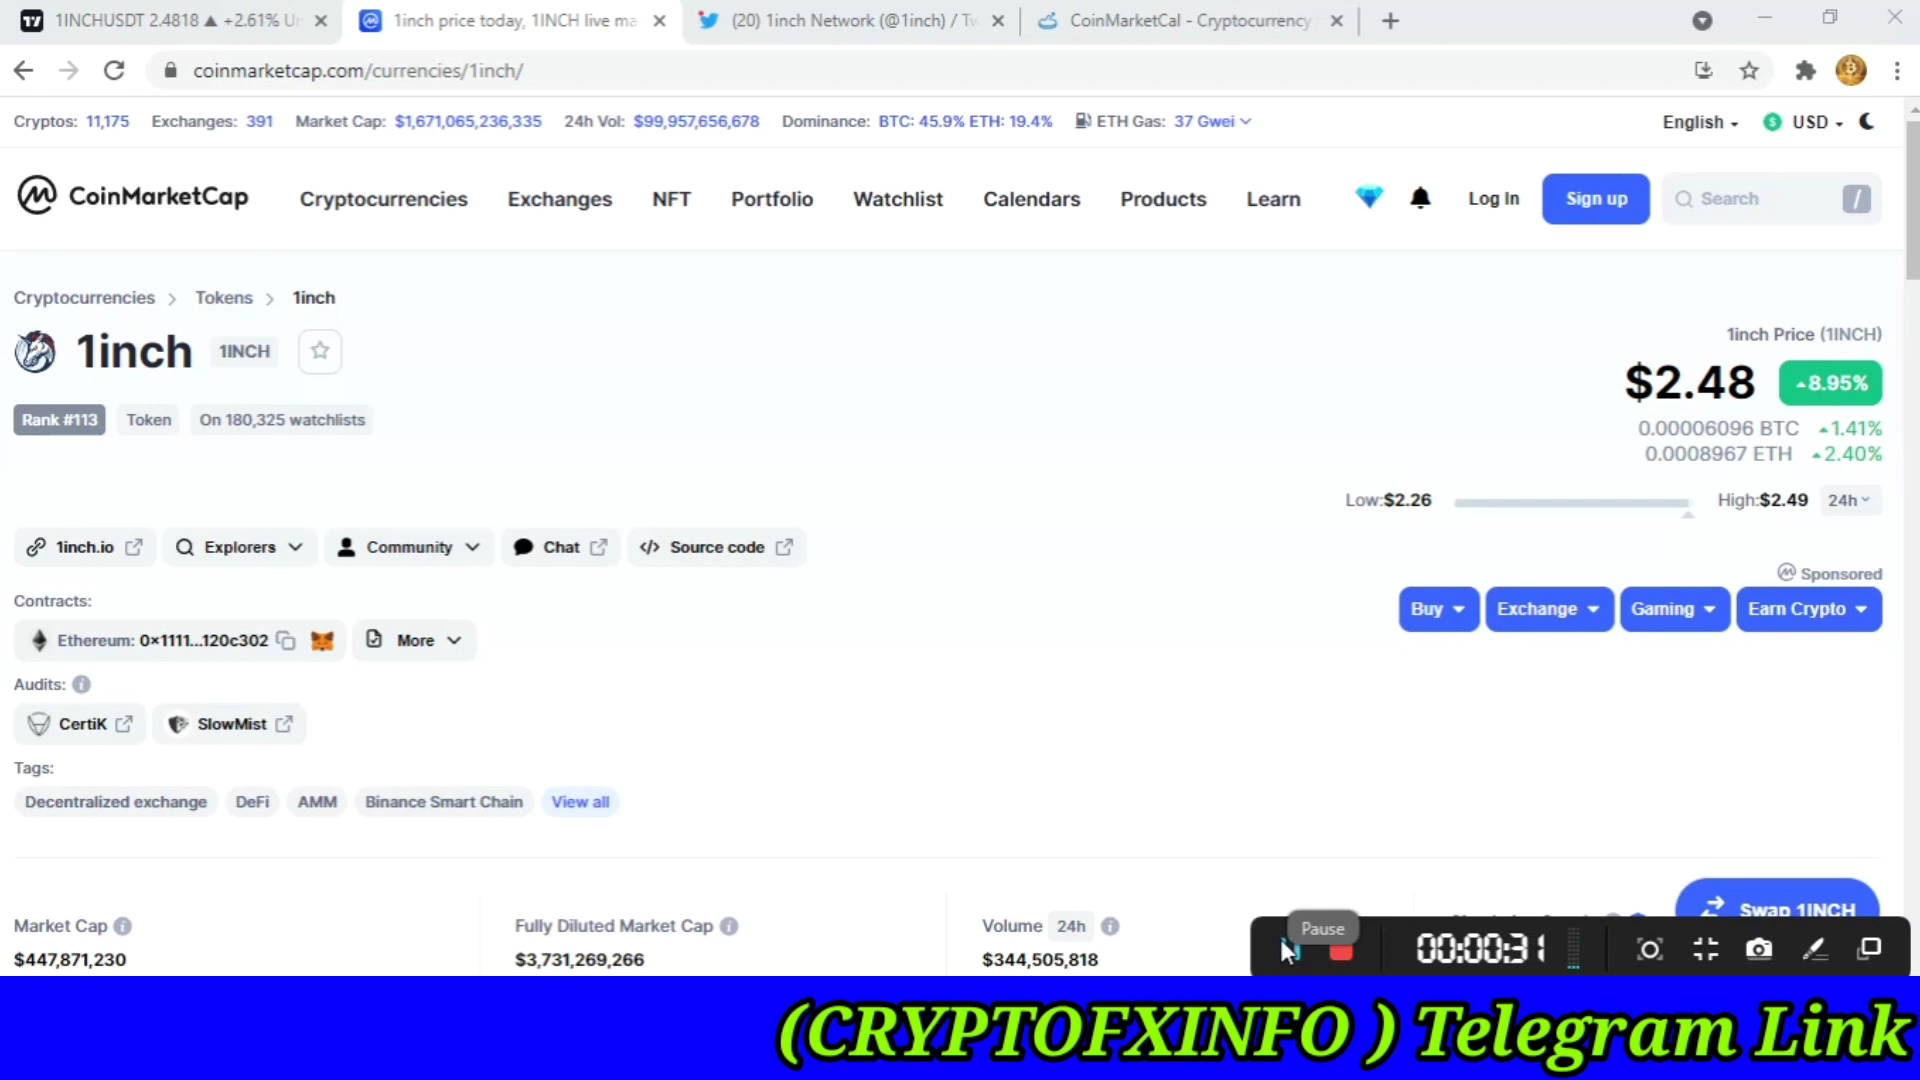 1INCHUSDT 2.4818 ▲ +2.61% Un
1inch price today, 1INCH live ma
(20) 1inch Network (@1inch) / Tw
CoinMarketCal - Cryptocurrency
coinmarketcap.com/currencies/1inch/
Cryptos: 11,175 Exchanges: 391 Market Cap: $1,671,065,236,335 24h Vol: $99,957,656,678 Dominance: BTC: 45.9% ETH: 19.4% ETH Gas: 37 Gwei
English USD
CoinMarketCap Cryptocurrencies Exchanges NFT Portfolio Watchlist Calendars Products Learn Log In Sign up Search /
Cryptocurrencies > Tokens > 1inch
1inch 1INCH
Rank #113 Token On 180,325 watchlists
1inch Price (1INCH)
$2.48 8.95%
0.00006096 BTC 1.41%
0.0008967 ETH 2.40%
Low:$2.26 High:$2.49 24h
1inch.io Explorers Community Chat Source code
Sponsored
Buy Exchange Gaming Earn Crypto
Contracts:
Ethereum: 0×1111...120c302 More
Audits:
CertiK SlowMist
Tags:
Decentralized exchange DeFi AMM Binance Smart Chain View all
Market Cap
$447,871,230
Fully Diluted Market Cap
$3,731,269,266
Volume 24h
$344,505,818
Swap 1INCH
Pause
00:00:31
(CRYPTOFXINFO ) Telegram Link